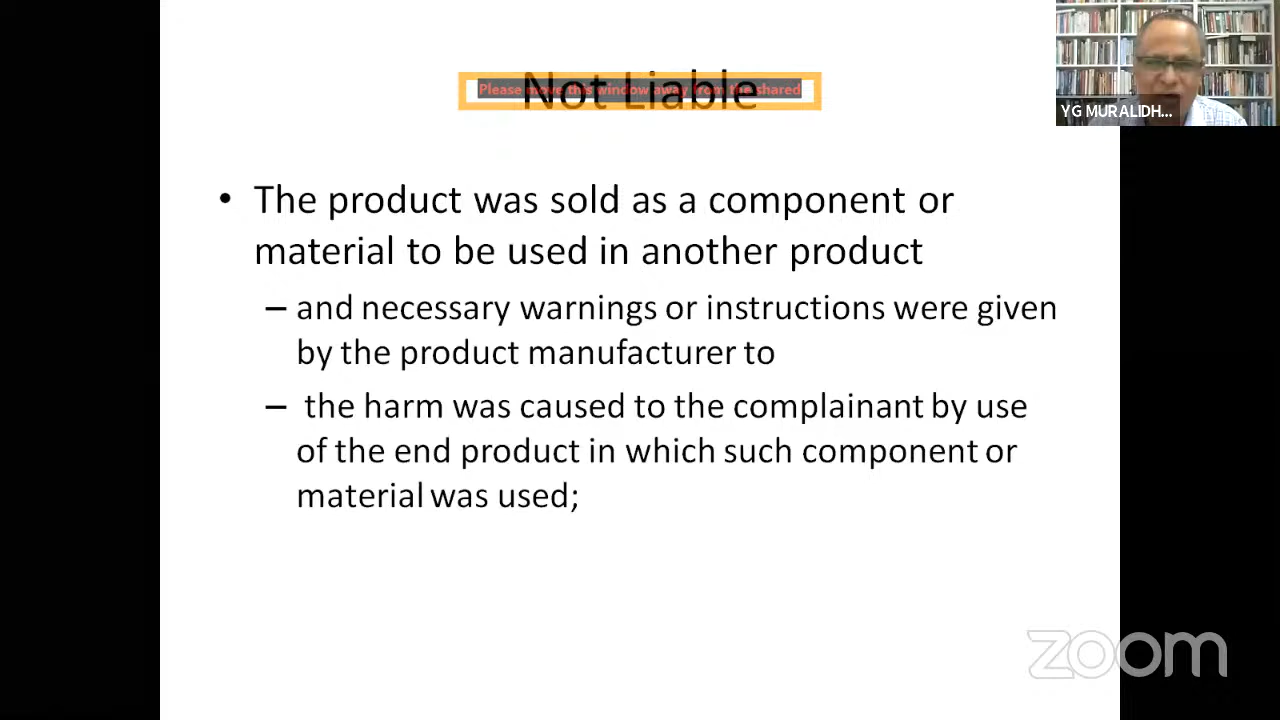 Not Liable
Please move this window away from the shared
YG MURALIDH...
• The product was sold as a component or
material to be used in another product
– and necessary warnings or instructions were given
by the product manufacturer to
– the harm was caused to the complainant by use
of the end product in which such component or
material was used;
zoom